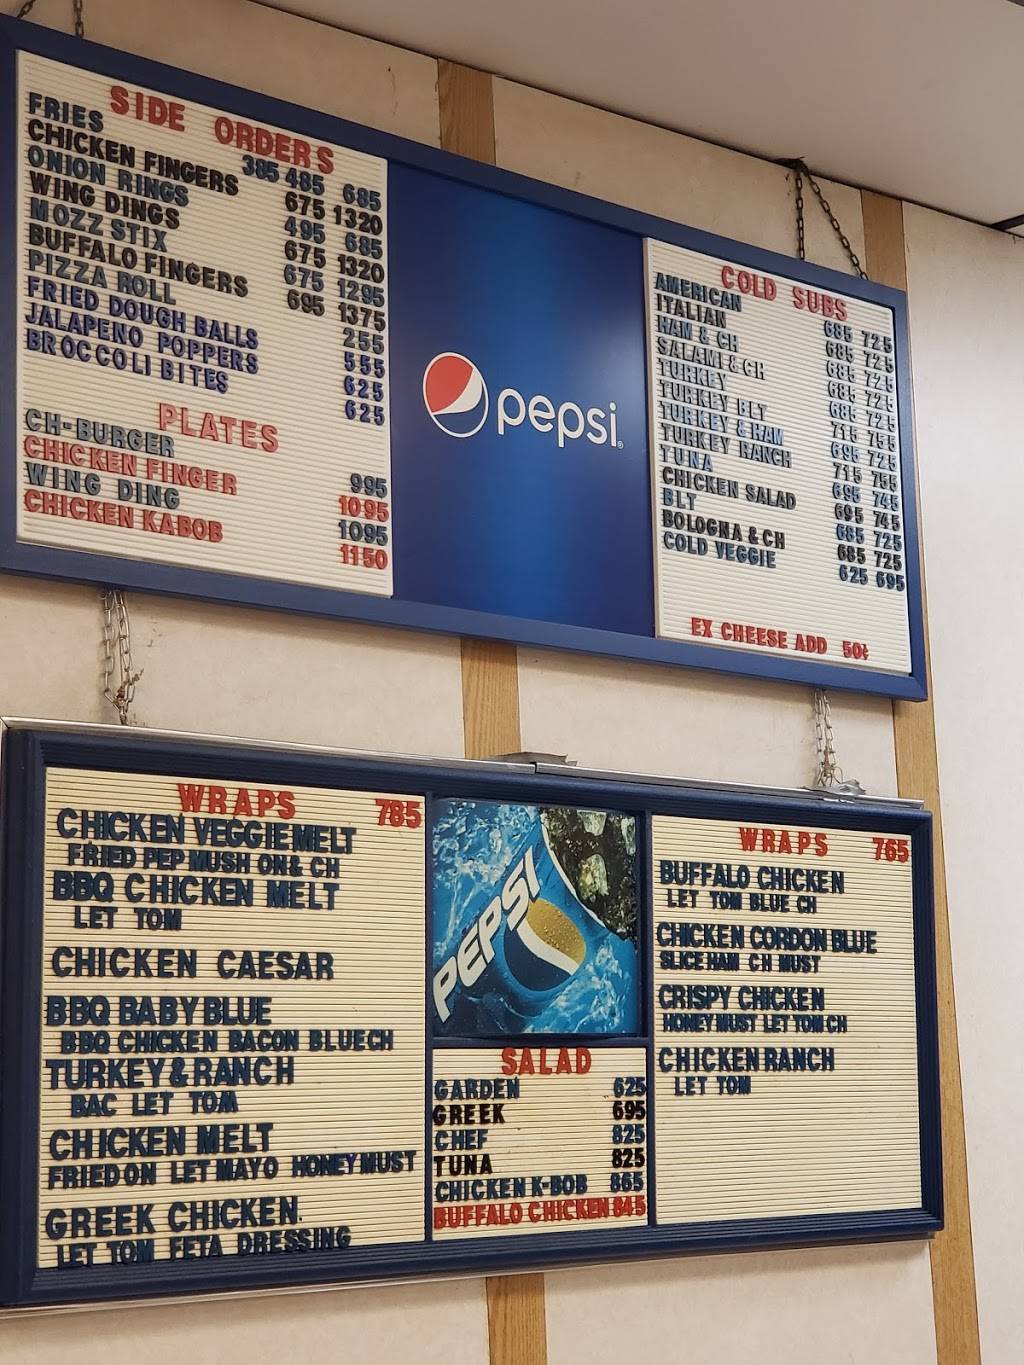 SIDE ORDERS
FRIES 385 485 685
CHICKEN FINGERS 675 1320
ONION RINGS 495 685
WING DINGS 675 1320
MOZZ STIX 675 1295
BUFFALO FINGERS 695 1375
PIZZA ROLL 255
FRIED DOUGH BALLS 555
JALAPENO POPPERS 625
BROCCOLI BITES 625
PLATES
CH-BURGER 995
CHICKEN FINGER 1095
WING DING 1095
CHICKEN KABOB 1150
pepsi
COLD SUBS
AMERICAN 685 725
ITALIAN 685 725
HAM & CH 685 725
SALAMI & CH 685 725
TURKEY 685 725
TURKEY BLT 715 755
TURKEY & HAM 695 725
TURKEY RANCH 715 755
TUNA 695 745
CHICKEN SALAD 695 745
BLT 685 725
BOLOGNA & CH 685 725
COLD VEGGIE 625 695
EX CHEESE ADD 50¢
WRAPS 785
CHICKEN VEGGIE MELT
FRIED PEP MUSH ON & CH
BBQ CHICKEN MELT
LET TOM
CHICKEN CAESAR
BBQ BABY BLUE
BBQ CHICKEN BACON BLUE CH
TURKEY & RANCH
BAC LET TOM
CHICKEN MELT
FRIED ON LET MAYO HONEY MUST
GREEK CHICKEN.
LET TOM FETA DRESSING
PEPSI
SALAD
GARDEN 625
GREEK 695
CHEF 825
TUNA 825
CHICKEN K-BOB 865
BUFFALO CHICKEN 845
WRAPS 765
BUFFALO CHICKEN
LET TOM BLUE CH
CHICKEN CORDON BLUE
SLICE HAM CH MUST
CRISPY CHICKEN
HONEY MUST LET TOM CH
CHICKEN RANCH
LET TOM